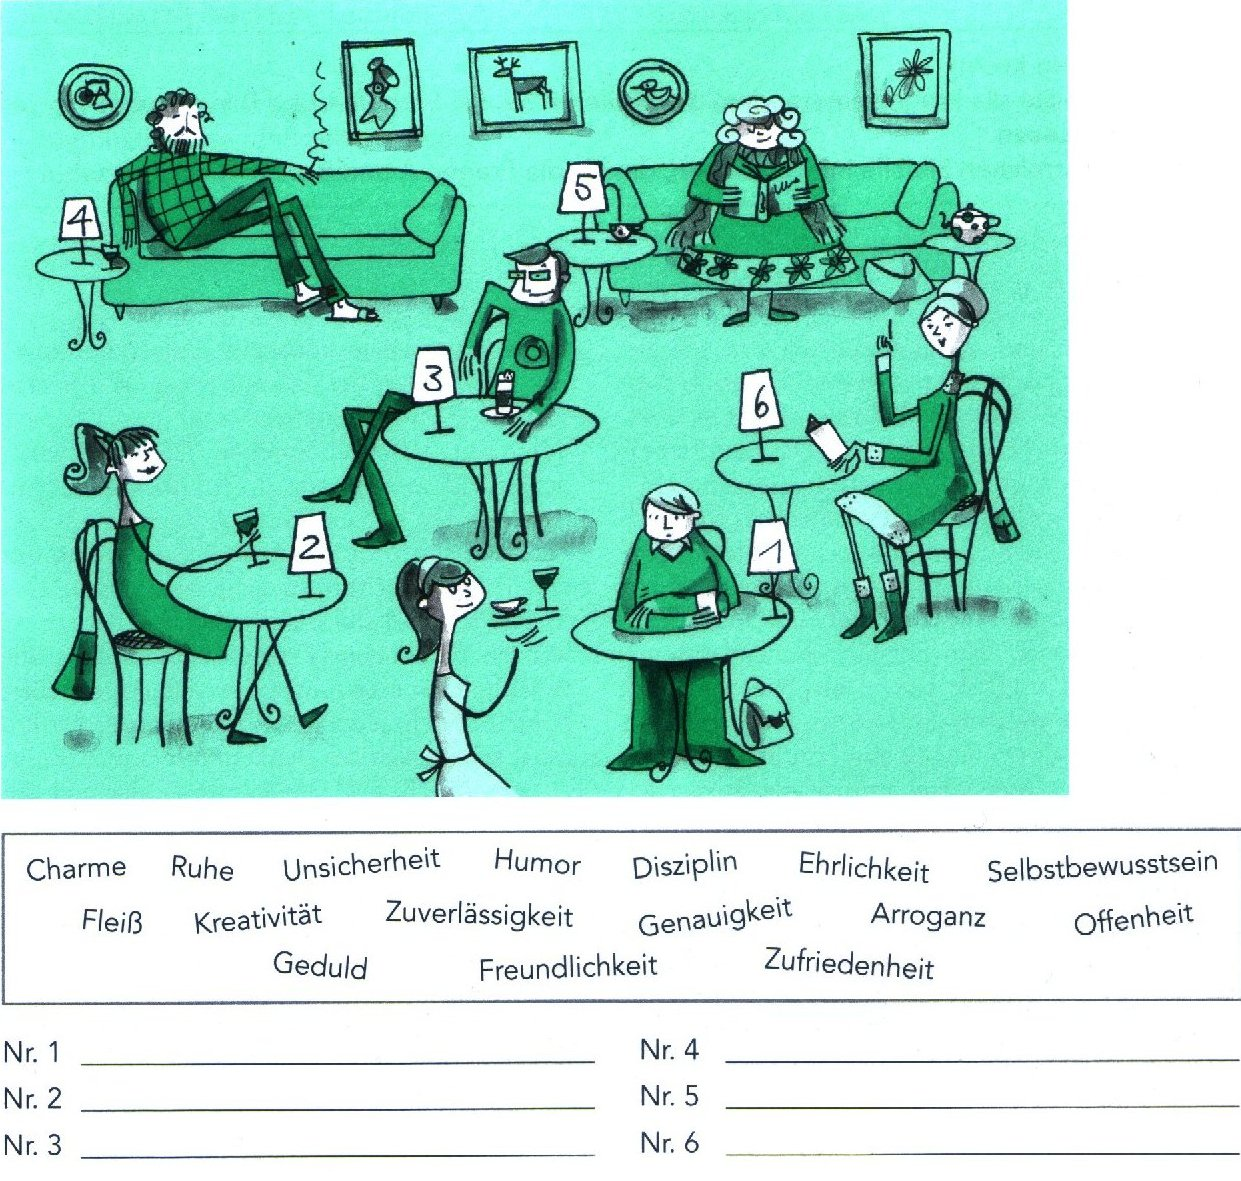 4
5
3
6
2
1
Charme Ruhe Unsicherheit Humor Disziplin Ehrlichkeit Selbstbewusstsein
Fleiß Kreativität Zuverlässigkeit Genauigkeit Arroganz Offenheit
Geduld Freundlichkeit Zufriedenheit
Nr. 1 Nr. 4
Nr. 2 Nr. 5
Nr. 3 Nr. 6